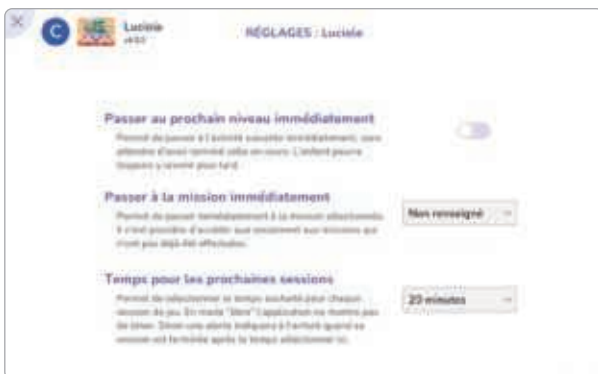 C
Luciole
RÉGLAGES : Luciole
Passer au prochain niveau immédiatement
Permet de passer à l'activité suivante immédiatement, sans
attendre d'avoir terminé celle en cours. L'enfant pourra
toujours y revenir plus tard.
Passer à la mission immédiatement
Non renseigné
Permet de passer immédiatement à la mission sélectionnée.
Il n'est possible d'accéder que seulement aux missions qui
n'ont pas déjà été effectuées.
Temps pour les prochaines sessions
20 minutes
Permet de sélectionner le temps souhaité pour chaque
session de jeu. En mode "libre" l'application ne mettra pas
de timer. Sinon une alerte indiquera à l'enfant quand sa
session est terminée après le temps sélectionné ici.